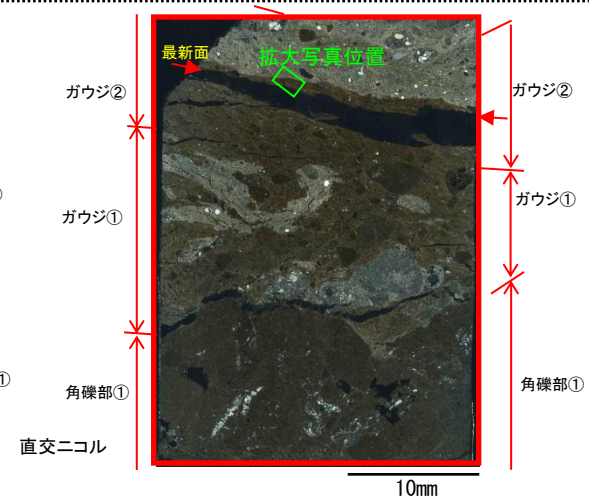 最新面
拡大写真位置
ガウジ②
ガウジ②
ガウジ①
ガウジ①
①
角礫部①
角礫部①
直交ニコル
10mm